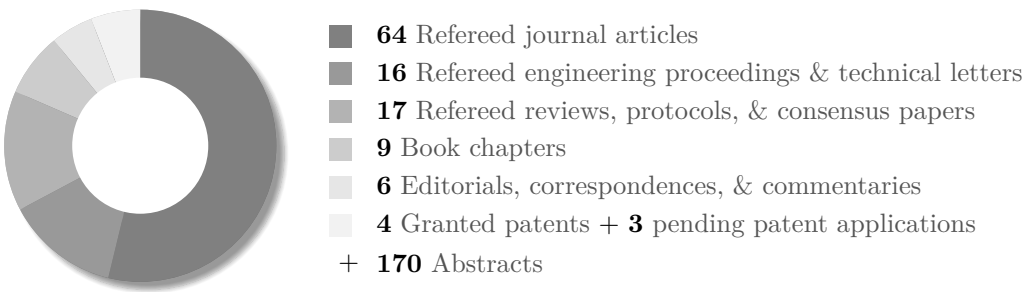 64 Refereed journal articles
16 Refereed engineering proceedings & technical letters
17 Refereed reviews, protocols, & consensus papers
9 Book chapters
6 Editorials, correspondences, & commentaries
4 Granted patents + 3 pending patent applications
+ 170 Abstracts